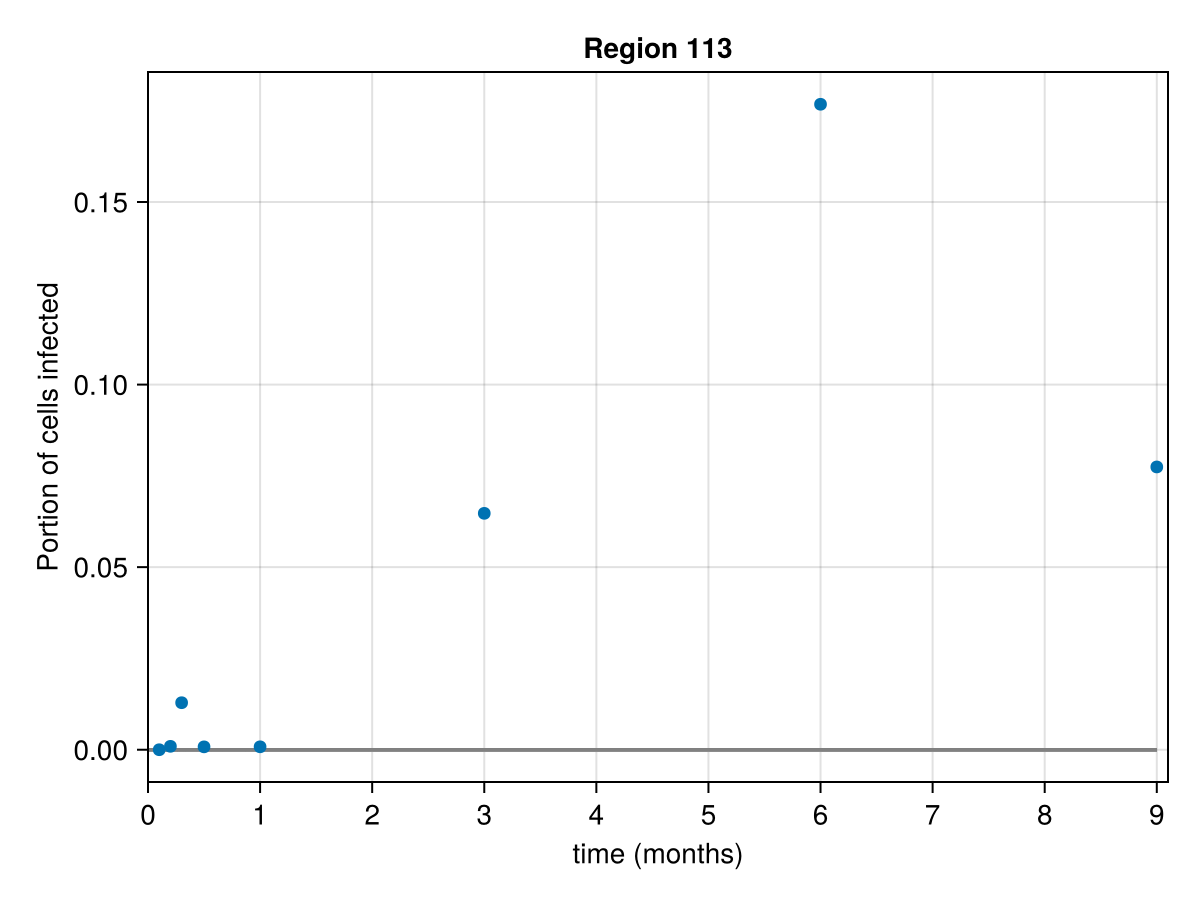 Region 113
Portion of cells infected
0.15
0.10
0.05
0.00
0 1 2 3 4 5 6 7 8 9
time (months)